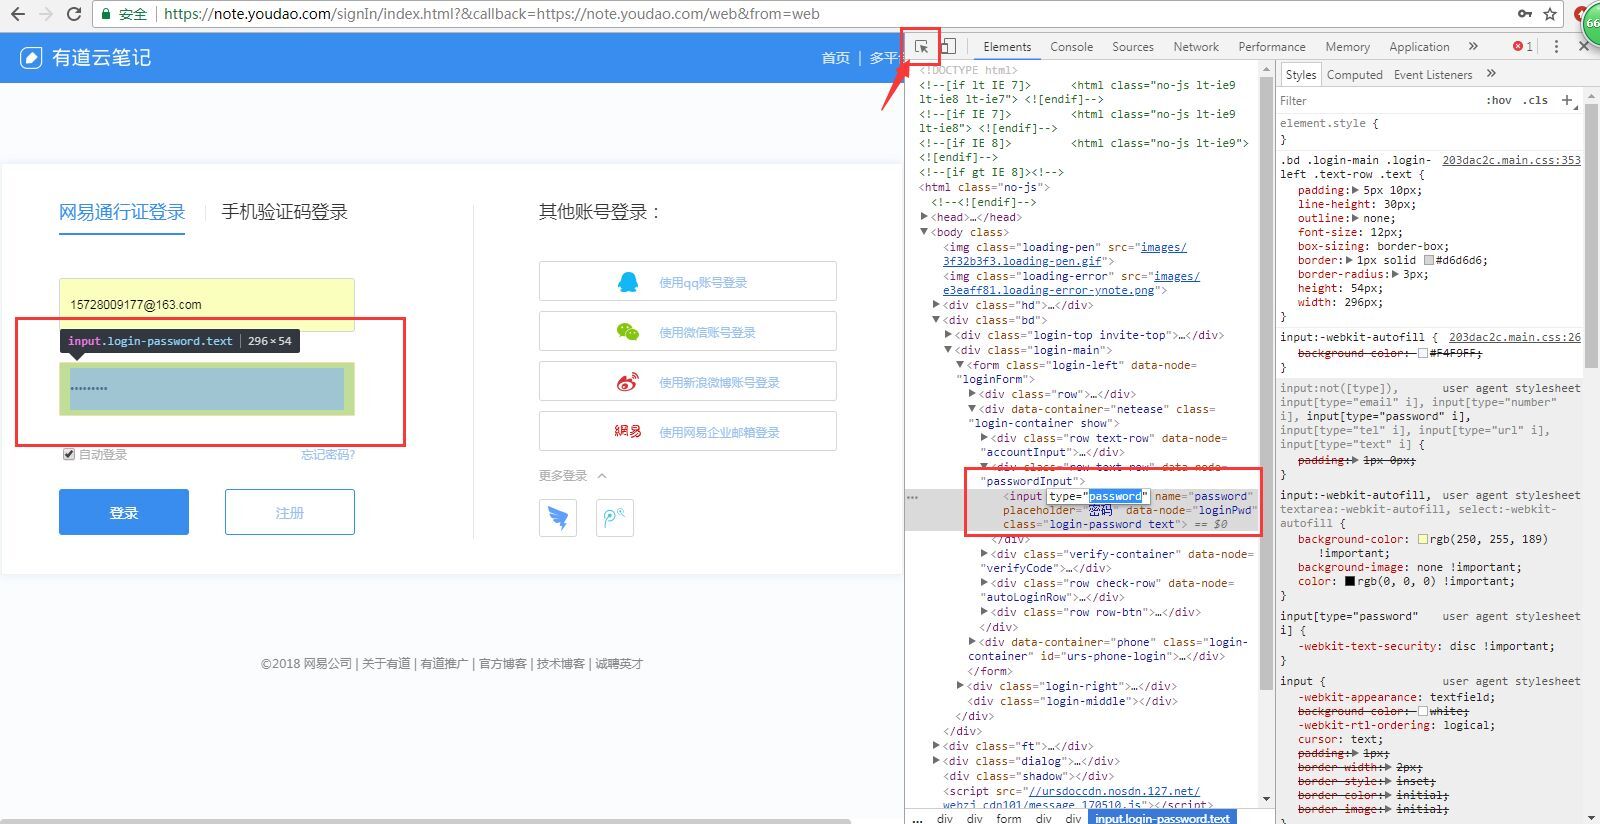 安全 https://note.youdao.com/signIn/index.html?&callback=https://note.youdao.com/web&from=web
66
有道云笔记
首页 | 多平
网易通行证登录 手机验证码登录
15728009177@163.com
input.login-password.text | 296×54
•••••••••
自动登录 忘记密码?
登录 注册
其他账号登录：
使用qq账号登录
使用微信账号登录
使用新浪微博账号登录
網易 使用网易企业邮箱登录
更多登录
©2018 网易公司 | 关于有道 | 有道推广 | 官方博客 | 技术博客 | 诚聘英才
Elements Console Sources Network Performance Memory Application » 1
<!DOCTYPE html>
<!--[if lt IE 7]> <html class="no-js lt-ie9
lt-ie8 lt-ie7"> <![endif]-->
<!--[if IE 7]> <html class="no-js lt-ie9
lt-ie8"> <![endif]-->
<!--[if IE 8]> <html class="no-js lt-ie9">
<![endif]-->
<!--[if gt IE 8]><!-->
<html class="no-js">
<!--<![endif]-->
<head>…</head>
<body class>
<img class="loading-pen" src="images/
3f32b3f3.loading-pen.gif">
<img class="loading-error" src="images/
e3eaff81.loading-error-ynote.png">
<div class="hd">…</div>
<div class="bd">
<div class="login-top invite-top">…</div>
<div class="login-main">
<form class="login-left" data-node=
"loginForm">
<div class="row">…</div>
<div data-container="netease" class=
"login-container show">
<div class="row text-row" data-node=
"accountInput">…</div>
<div class="row text-row" data-node=
"passwordInput">
… <input type="password" name="password"
placeholder="密码" data-node="loginPwd"
class="login-password text"> == $0
</div>
<div class="verify-container" data-node=
"verifyCode">…</div>
<div class="row check-row" data-node=
"autoLoginRow">…</div>
<div class="row row-btn">…</div>
</div>
<div data-container="phone" class="login-
container" id="urs-phone-login">…</div>
</form>
<div class="login-right">…</div>
<div class="login-middle"></div>
</div>
</div>
<div class="ft">…</div>
<div class="dialog">…</div>
<div class="shadow"></div>
<script src="//ursdoccdn.nosdn.127.net/
webzj_cdn101/message_170510.js"></script>
… div div form div div input.login-password.text
Styles Computed Event Listeners »
Filter :hov .cls +
element.style {
}
.bd .login-main .login- 203dac2c.main.css:353
left .text-row .text {
padding: 5px 10px;
line-height: 30px;
outline: none;
font-size: 12px;
box-sizing: border-box;
border: 1px solid #d6d6d6;
border-radius: 3px;
height: 54px;
width: 296px;
}
input:-webkit-autofill { 203dac2c.main.css:26
background-color: #F4F9FF;
}
input:not([type]), user agent stylesheet
input[type="email" i], input[type="number"
i], input[type="password" i],
input[type="tel" i], input[type="url" i],
input[type="text" i] {
padding: 1px 0px;
}
input:-webkit-autofill, user agent stylesheet
textarea:-webkit-autofill, select:-webkit-
autofill {
background-color: rgb(250, 255, 189)
!important;
background-image: none !important;
color: rgb(0, 0, 0) !important;
}
input[type="password" user agent stylesheet
i] {
-webkit-text-security: disc !important;
}
input { user agent stylesheet
-webkit-appearance: textfield;
background-color: white;
-webkit-rtl-ordering: logical;
cursor: text;
padding: 1px;
border-width: 2px;
border-style: inset;
border-color: initial;
border-image: initial;
}